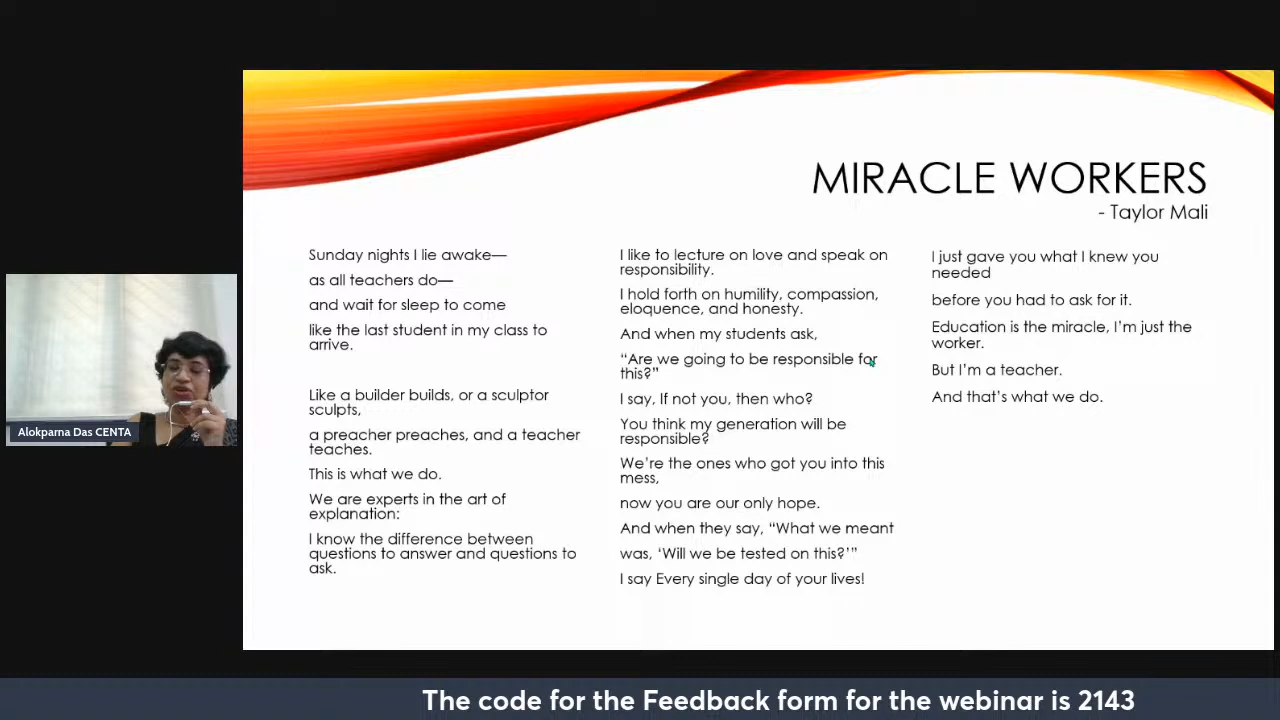 MIRACLE WORKERS
- Taylor Mali
Sunday nights I lie awake—
as all teachers do—
and wait for sleep to come
like the last student in my class to
arrive.
Like a builder builds, or a sculptor
sculpts,
a preacher preaches, and a teacher
teaches.
This is what we do.
We are experts in the art of
explanation:
I know the difference between
questions to answer and questions to
ask.
I like to lecture on love and speak on
responsibility.
I hold forth on humility, compassion,
eloquence, and honesty.
And when my students ask,
“Are we going to be responsible for
this?”
I say, If not you, then who?
You think my generation will be
responsible?
We’re the ones who got you into this
mess,
now you are our only hope.
And when they say, “What we meant
was, ‘Will we be tested on this?’”
I say Every single day of your lives!
I just gave you what I knew you
needed
before you had to ask for it.
Education is the miracle, I’m just the
worker.
But I’m a teacher.
And that’s what we do.
Alokparna Das CENTA
The code for the Feedback form for the webinar is 2143